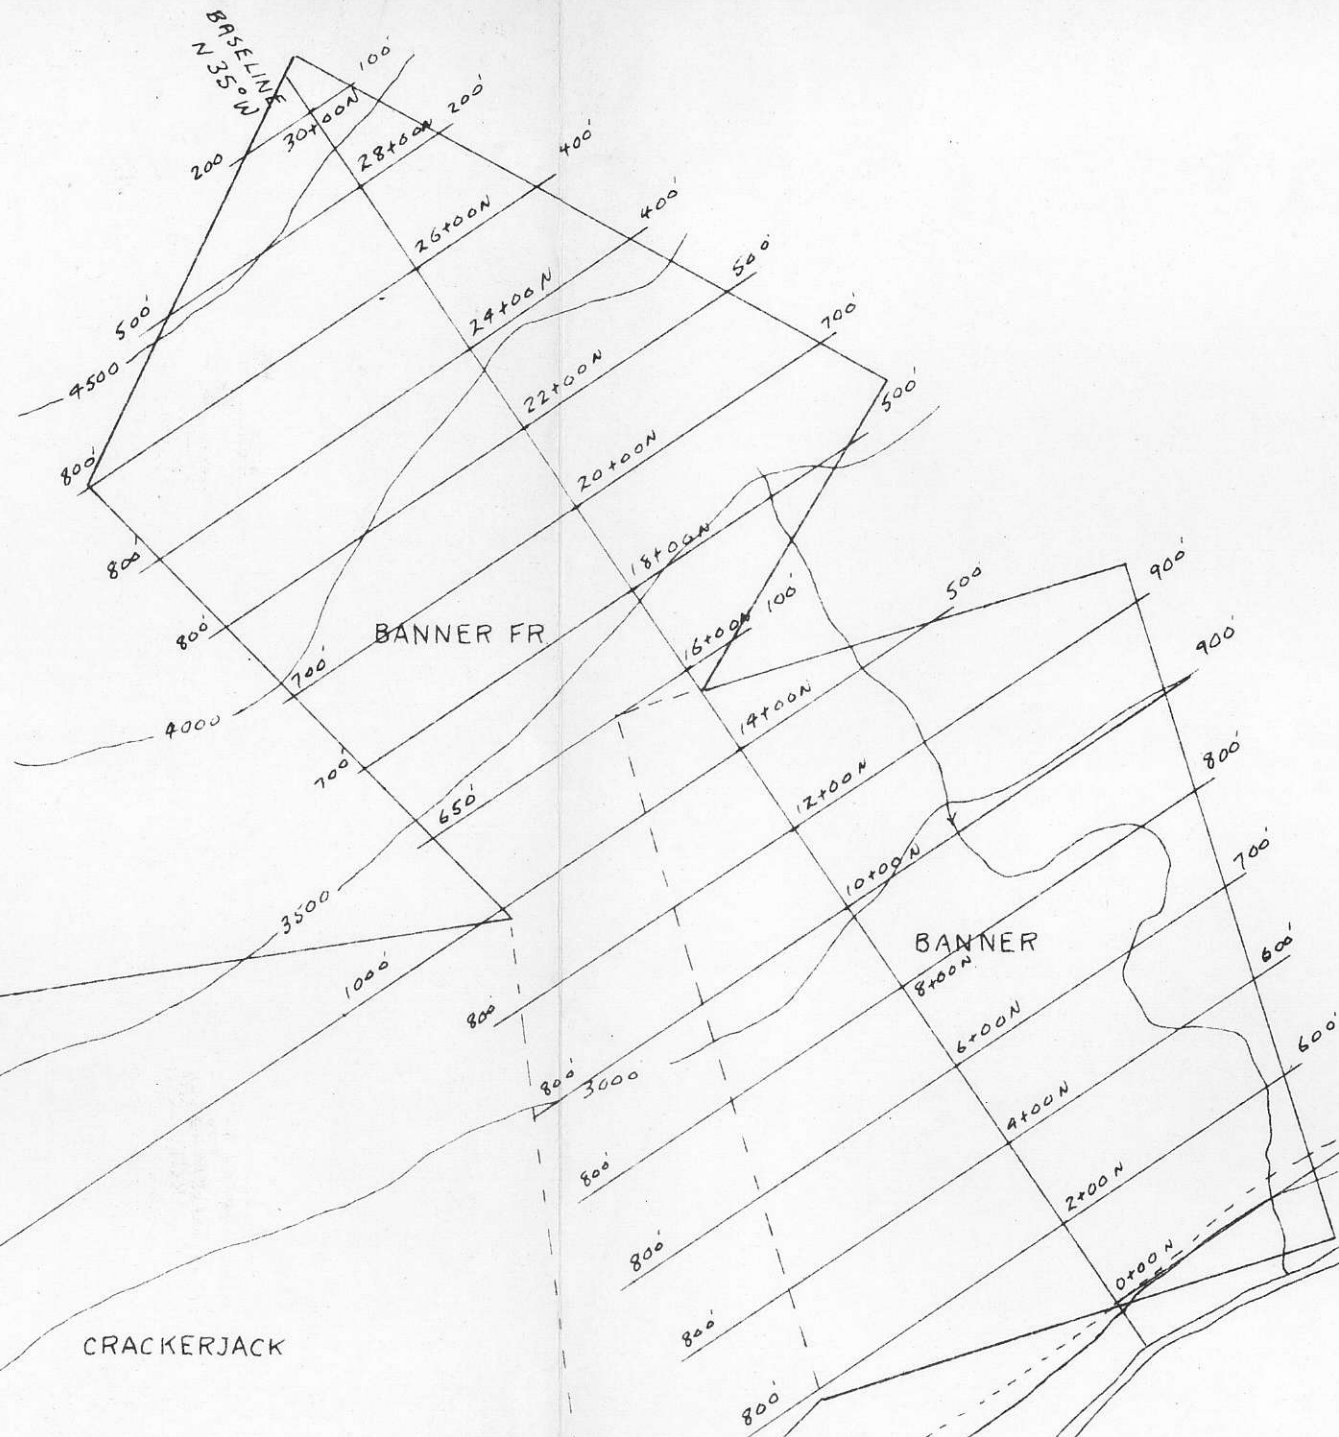 BASELINE
N 35° W
100'
30+00N
200
28+00N
200'
500'
4500
26+00N
400'
800'
24+00N
400'
800'
22+00N
500'
800'
20+00N
700'
700'
18+00N
500'
BANNER FR
4000
700'
16+00N
100'
650'
14+00N
500'
3500
1000'
12+00N
900'
800'
10+00N
900'
800'
3000
BANNER
8+00N
800'
800'
6+00N
700'
800'
4+00N
600'
800'
2+00N
600'
800'
0+00N
CRACKERJACK